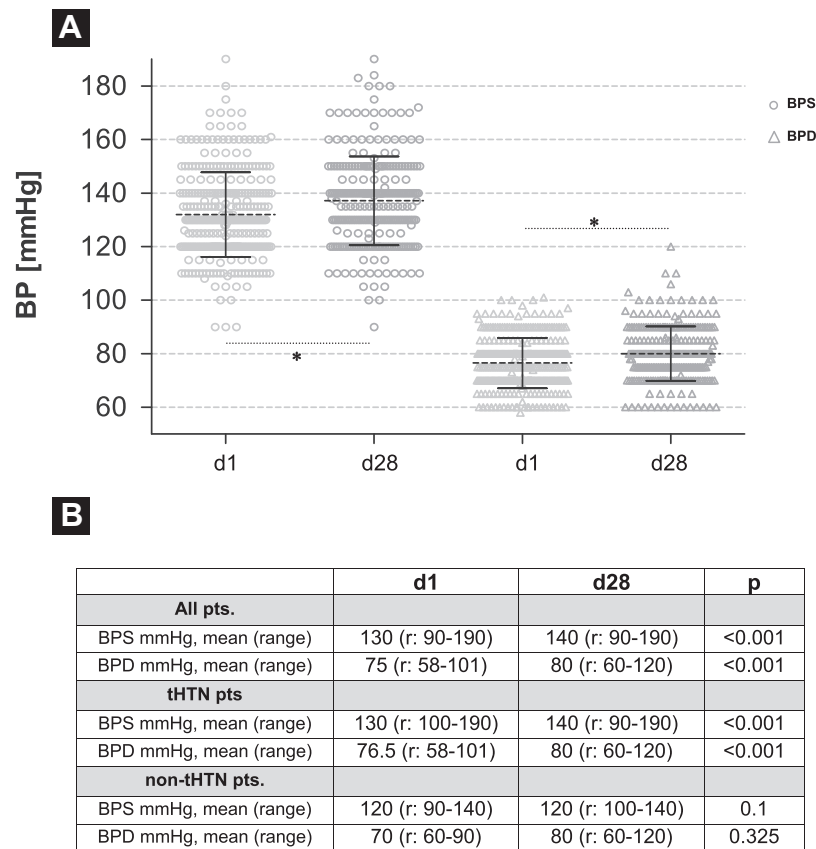 A
BP [mmHg]
180
160
140
120
100
80
60
*
*
d1 d28 d1 d28
BPS
BPD
B
d1 d28 p
All pts.
BPS mmHg, mean (range) 130 (r: 90-190) 140 (r: 90-190) <0.001
BPD mmHg, mean (range) 75 (r: 58-101) 80 (r: 60-120) <0.001
tHTN pts
BPS mmHg, mean (range) 130 (r: 100-190) 140 (r: 90-190) <0.001
BPD mmHg, mean (range) 76.5 (r: 58-101) 80 (r: 60-120) <0.001
non-tHTN pts.
BPS mmHg, mean (range) 120 (r: 90-140) 120 (r: 100-140) 0.1
BPD mmHg, mean (range) 70 (r: 60-90) 80 (r: 60-120) 0.325